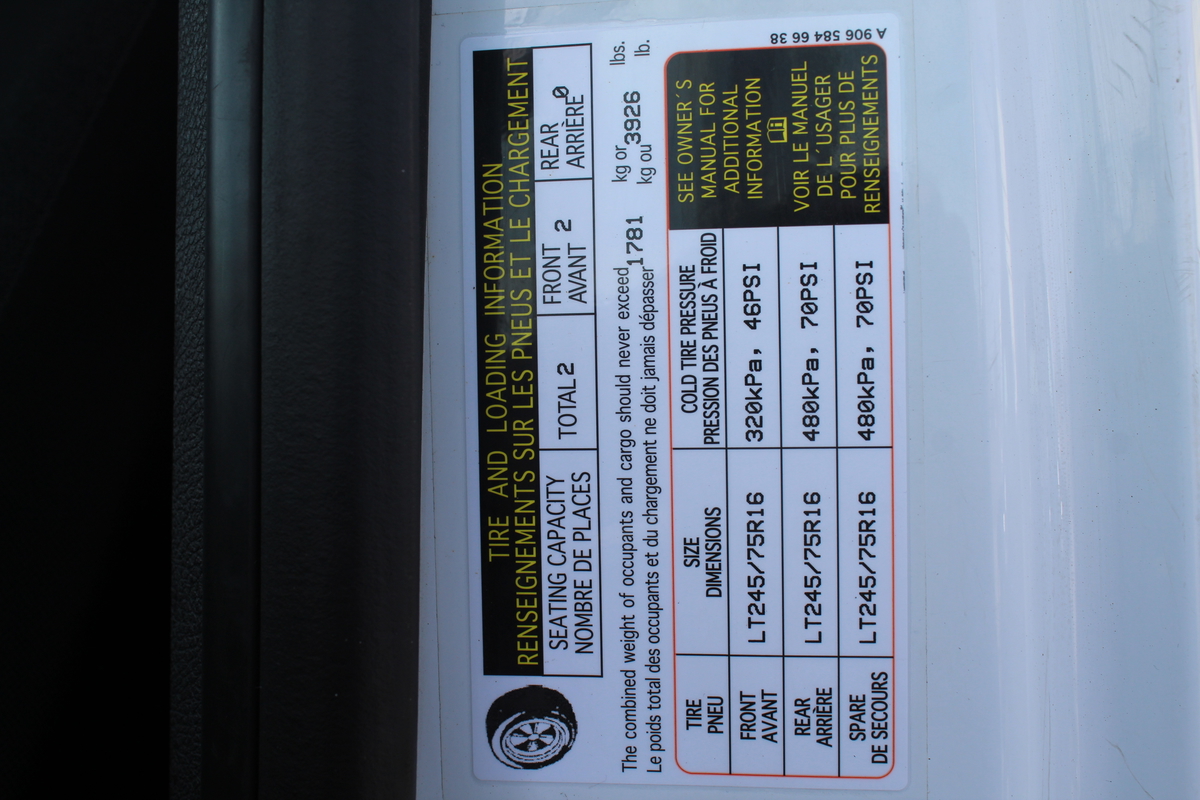 TIRE AND LOADING INFORMATION
RENSEIGNEMENTS SUR LES PNEUS ET LE CHARGEMENT
SEATING CAPACITY
NOMBRE DE PLACES
TOTAL 2
FRONT
AVANT 2
REAR
ARRIÈRE 0
The combined weight of occupants and cargo should never exceed 1781 kg or 3926 lbs.
Le poids total des occupants et du chargement ne doit jamais dépasser 1781 kg ou 3926 lb.
TIRE
PNEU
SIZE
DIMENSIONS
COLD TIRE PRESSURE
PRESSION DES PNEUS À FROID
FRONT
AVANT
LT245/75R16
320kPa, 46PSI
REAR
ARRIÈRE
LT245/75R16
480kPa, 70PSI
SPARE
DE SECOURS
LT245/75R16
480kPa, 70PSI
SEE OWNER'S
MANUAL FOR
ADDITIONAL
INFORMATION
VOIR LE MANUEL
DE L'USAGER
POUR PLUS DE
RENSEIGNEMENTS
A 906 584 66 38